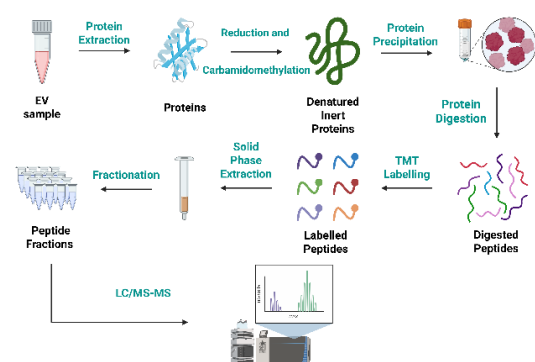 Protein
Extraction
Reduction and
Carbamidomethylation
Protein
Precipitation
EV
sample
Proteins
Denatured
Inert
Proteins
Protein
Digestion
Fractionation
Solid
Phase
Extraction
TMT
Labelling
Peptide
Fractions
Labelled
Peptides
Digested
Peptides
LC/MS-MS